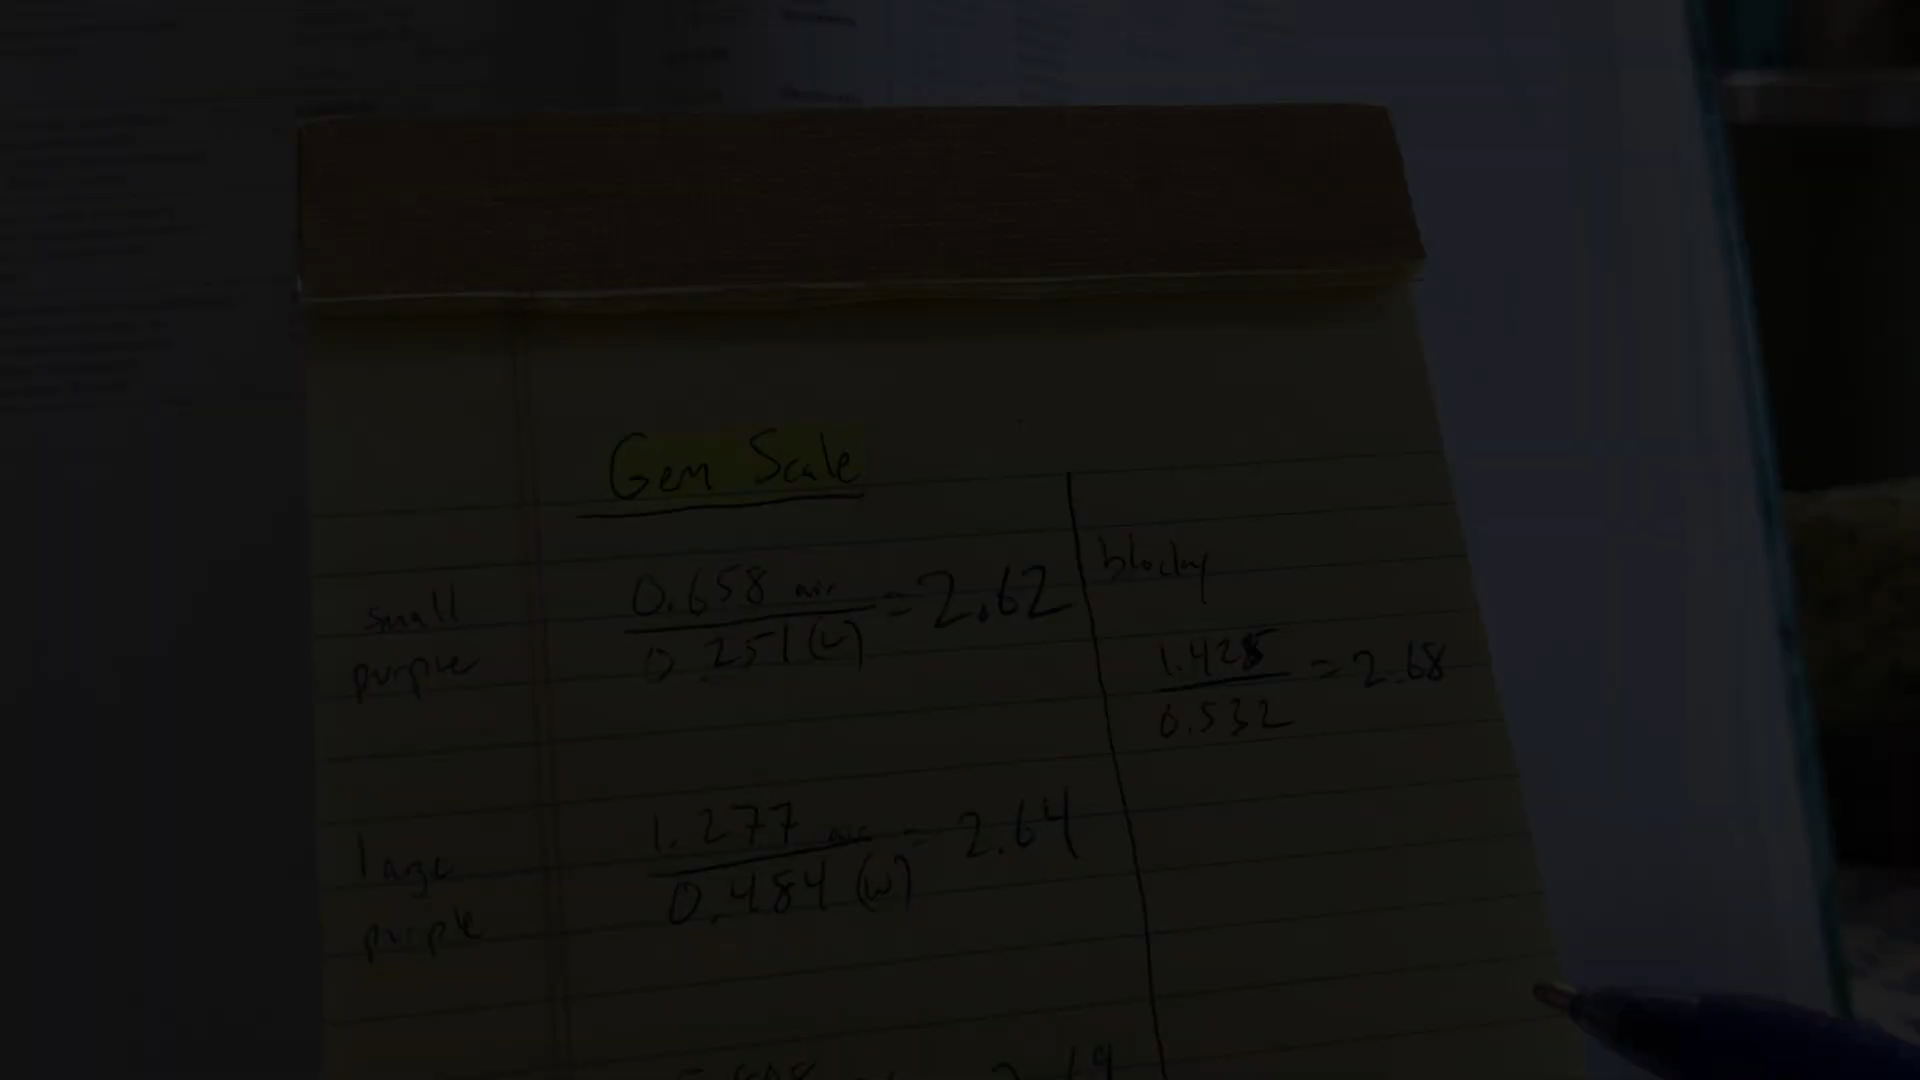 Gem Scale
small
purple
0.658 air
0.251 (w)
= 2.62
blocky
1.428
0.532
= 2.68
large
purple
1.277 air
0.484 (w)
= 2.64